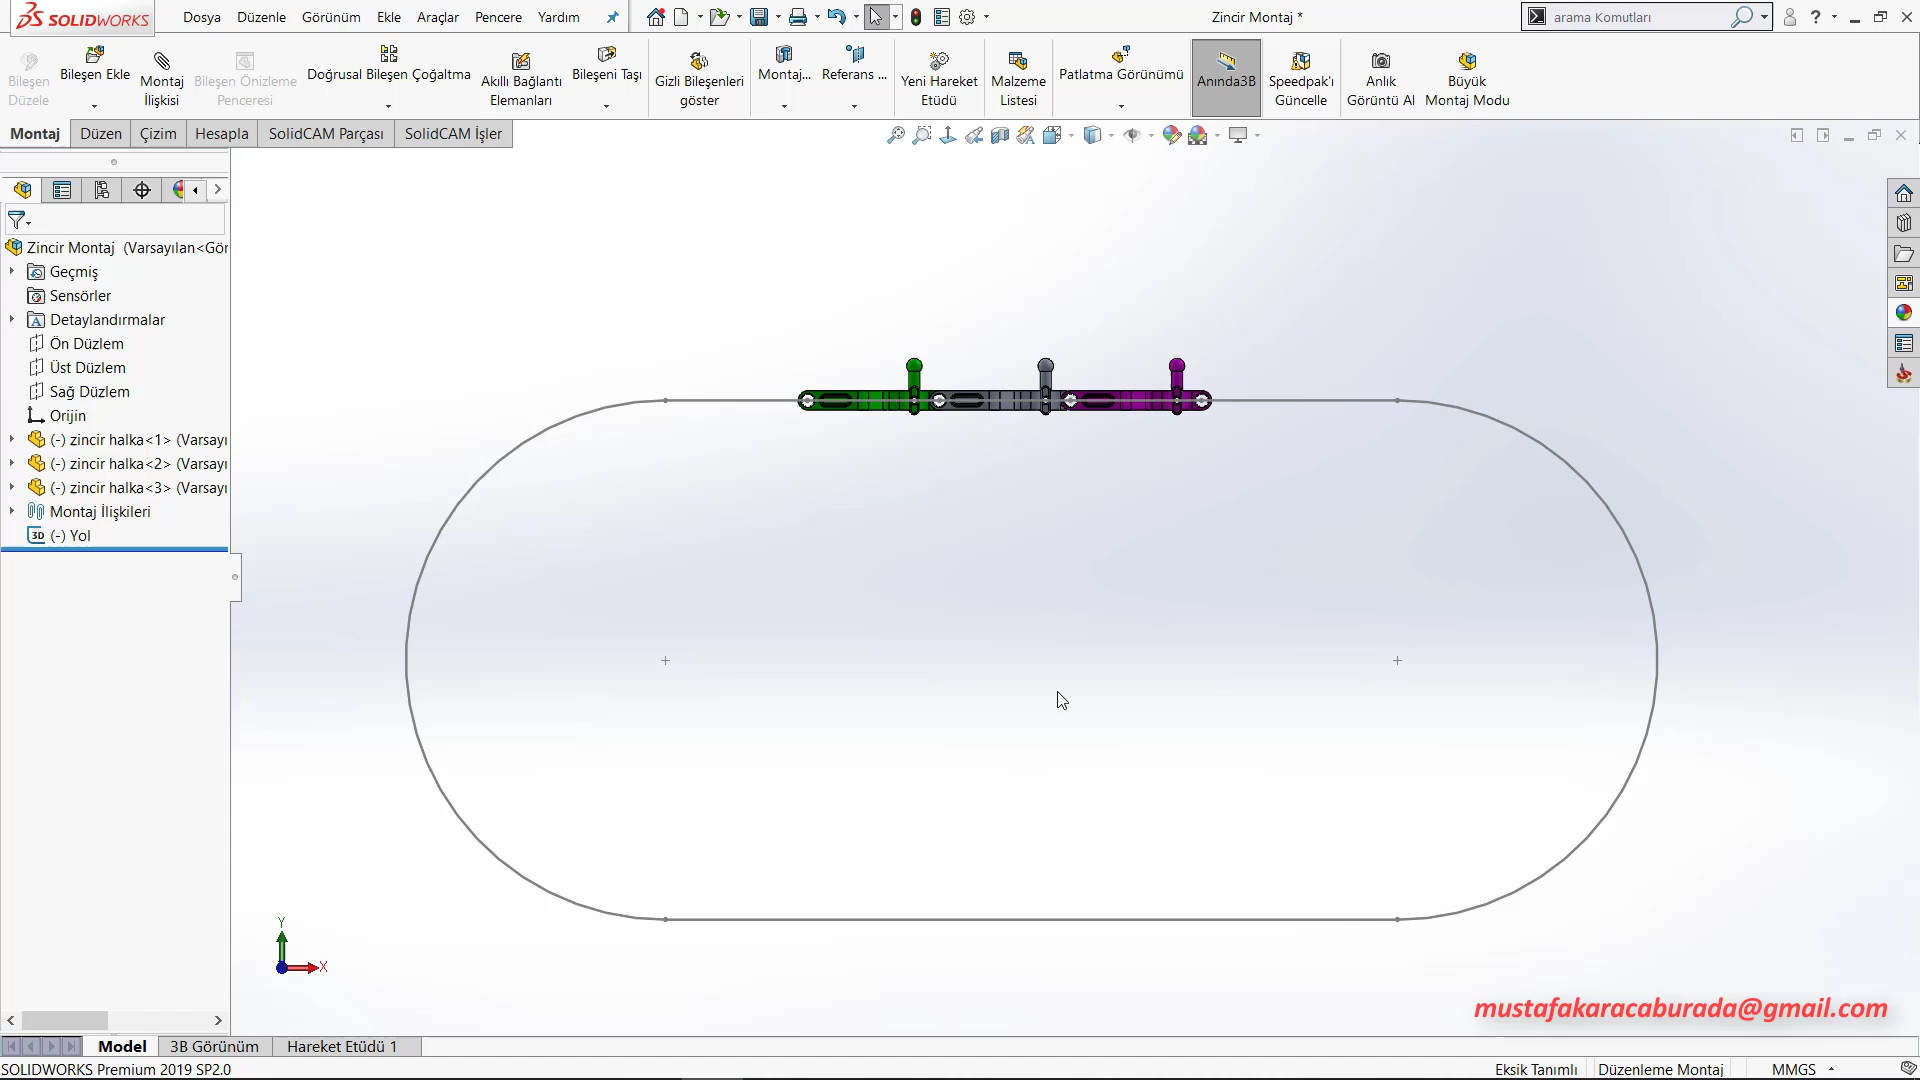 SOLIDWORKS
Dosya Düzenle Görünüm Ekle Araçlar Pencere Yardım
Zincir Montaj *
arama Komutları
Bileşen Düzele
Bileşen Ekle
Montaj İlişkisi
Bileşen Önizleme Penceresi
Doğrusal Bileşen Çoğaltma
Akıllı Bağlantı Elemanları
Bileşeni Taşı
Gizli Bileşenleri göster
Montaj...
Referans ...
Yeni Hareket Etüdü
Malzeme Listesi
Patlatma Görünümü
Anında3B
Speedpak'ı Güncelle
Anlık Görüntü Al
Büyük Montaj Modu
Montaj Düzen Çizim Hesapla SolidCAM Parçası SolidCAM İşler
Zincir Montaj (Varsayılan<Gör
Geçmiş
Sensörler
Detaylandırmalar
Ön Düzlem
Üst Düzlem
Sağ Düzlem
Orijin
(-) zincir halka<1> (Varsayı
(-) zincir halka<2> (Varsayı
(-) zincir halka<3> (Varsayı
Montaj İlişkileri
3D (-) Yol
Y
X
mustafakaracaburada@gmail.com
Model 3B Görünüm Hareket Etüdü 1
SOLIDWORKS Premium 2019 SP2.0
Eksik Tanımlı Düzenleme Montaj MMGS